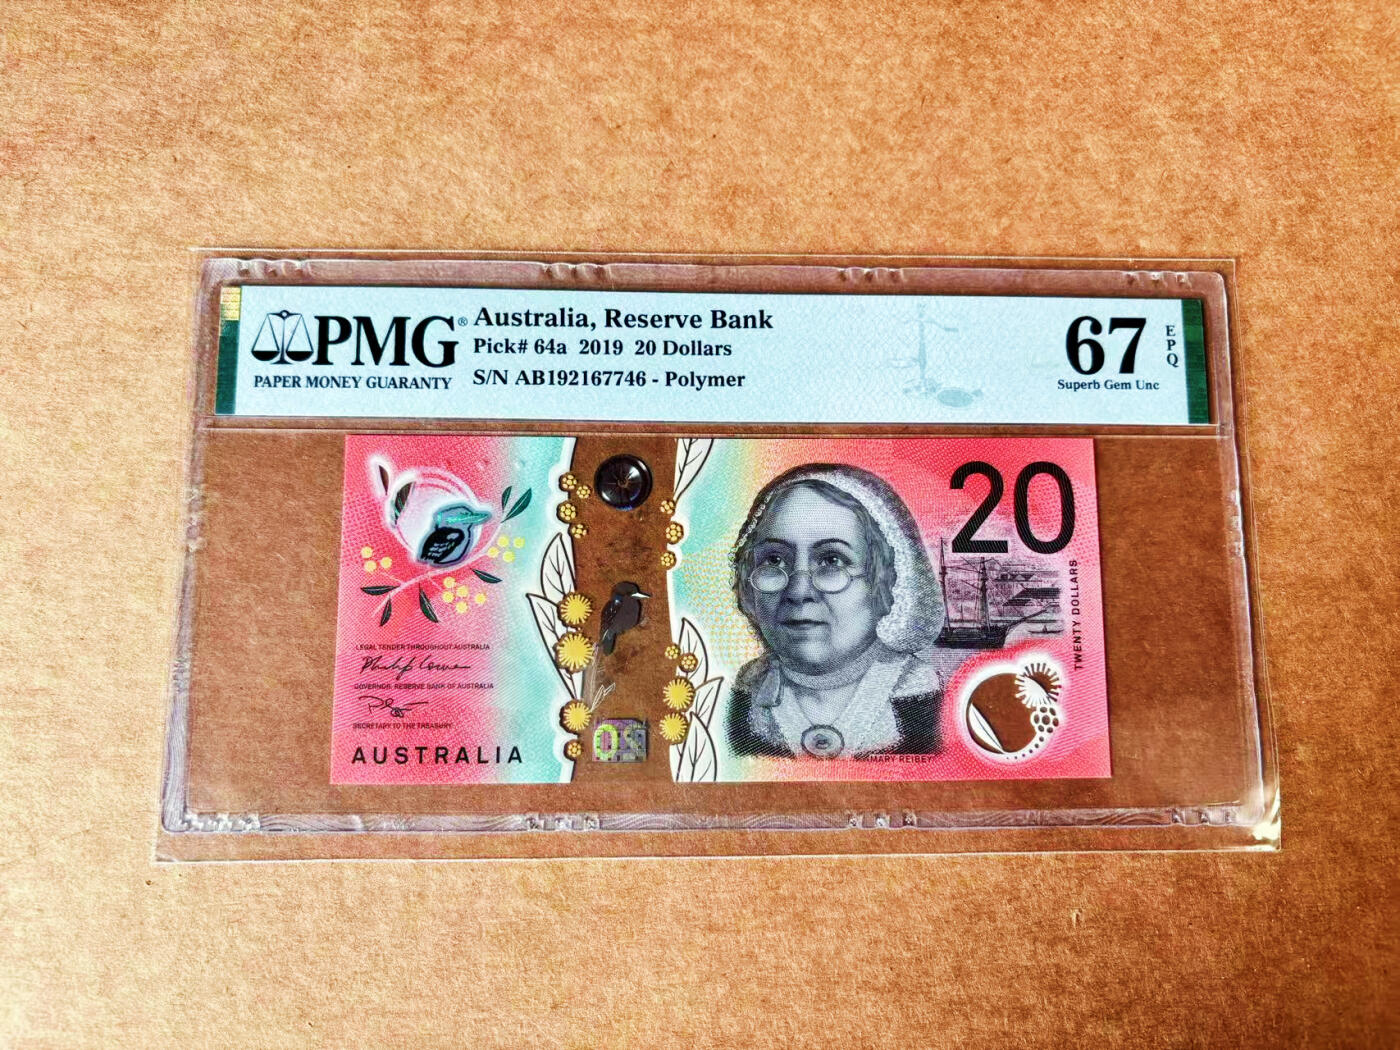 PMG®
PAPER MONEY GUARANTY
Australia, Reserve Bank
Pick# 64a 2019 20 Dollars
S/N AB192167746 - Polymer
67
EPQ
Superb Gem Unc
20
TWENTY DOLLARS
LEGAL TENDER THROUGHOUT AUSTRALIA
GOVERNOR, RESERVE BANK OF AUSTRALIA
SECRETARY TO THE TREASURY
AUSTRALIA
MARY REIBEY